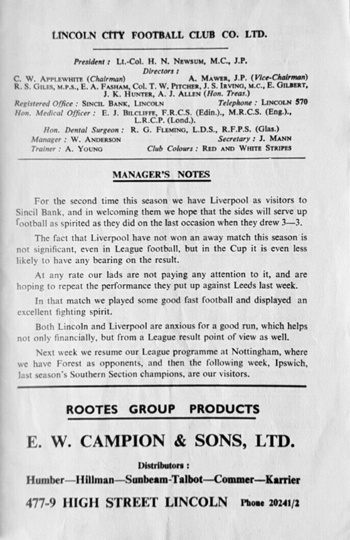 LINCOLN CITY FOOTBALL CLUB CO. LTD.
President : LT.-COL. H. N. NEWSUM, M.C., J.P.
Directors :
C. W. APPLEWHITE (Chairman) A. MAWER, J.P. (Vice-Chairman)
R. S. GILES, M.P.S., E. A. FASHAM, COL. T. W. PITCHER, J. S. IRVING, M.C., E. GILBERT,
J. K. HUNTER, A. J. ALLEN (Hon. Treas.)
Registered Office : SINCIL BANK, LINCOLN Telephone : LINCOLN 570
Hon. Medical Officer : E. J. BILCLIFFE, F.R.C.S. (Edin.), M.R.C.S. (Eng.),
L.R.C.P. (Lond.).
Hon. Dental Surgeon : R. G. FLEMING, L.D.S., R.F.P.S. (Glas.)
Manager : W. ANDERSON Secretary : J. MANN
Trainer : A. YOUNG Club Colours : RED AND WHITE STRIPES
MANAGER'S NOTES
For the second time this season we have Liverpool as visitors to
Sincil Bank, and in welcoming them we hope that the sides will serve up
football as spirited as they did on the last occasion when they drew 3—3.
The fact that Liverpool have not won an away match this season is
not significant, even in League football, but in the Cup it is even less
likely to have any bearing on the result.
At any rate our lads are not paying any attention to it, and are
hoping to repeat the performance they put up against Leeds last week.
In that match we played some good fast football and displayed an
excellent fighting spirit.
Both Lincoln and Liverpool are anxious for a good run, which helps
not only financially, but from a League result point of view as well.
Next week we resume our League programme at Nottingham, where
we have Forest as opponents, and then the following week, Ipswich,
last season's Southern Section champions, are our visitors.
ROOTES GROUP PRODUCTS
E. W. CAMPION & SONS, LTD.
Distributors :
Humber—Hillman—Sunbeam-Talbot—Commer—Karrier
477-9 HIGH STREET LINCOLN Phone 20241/2